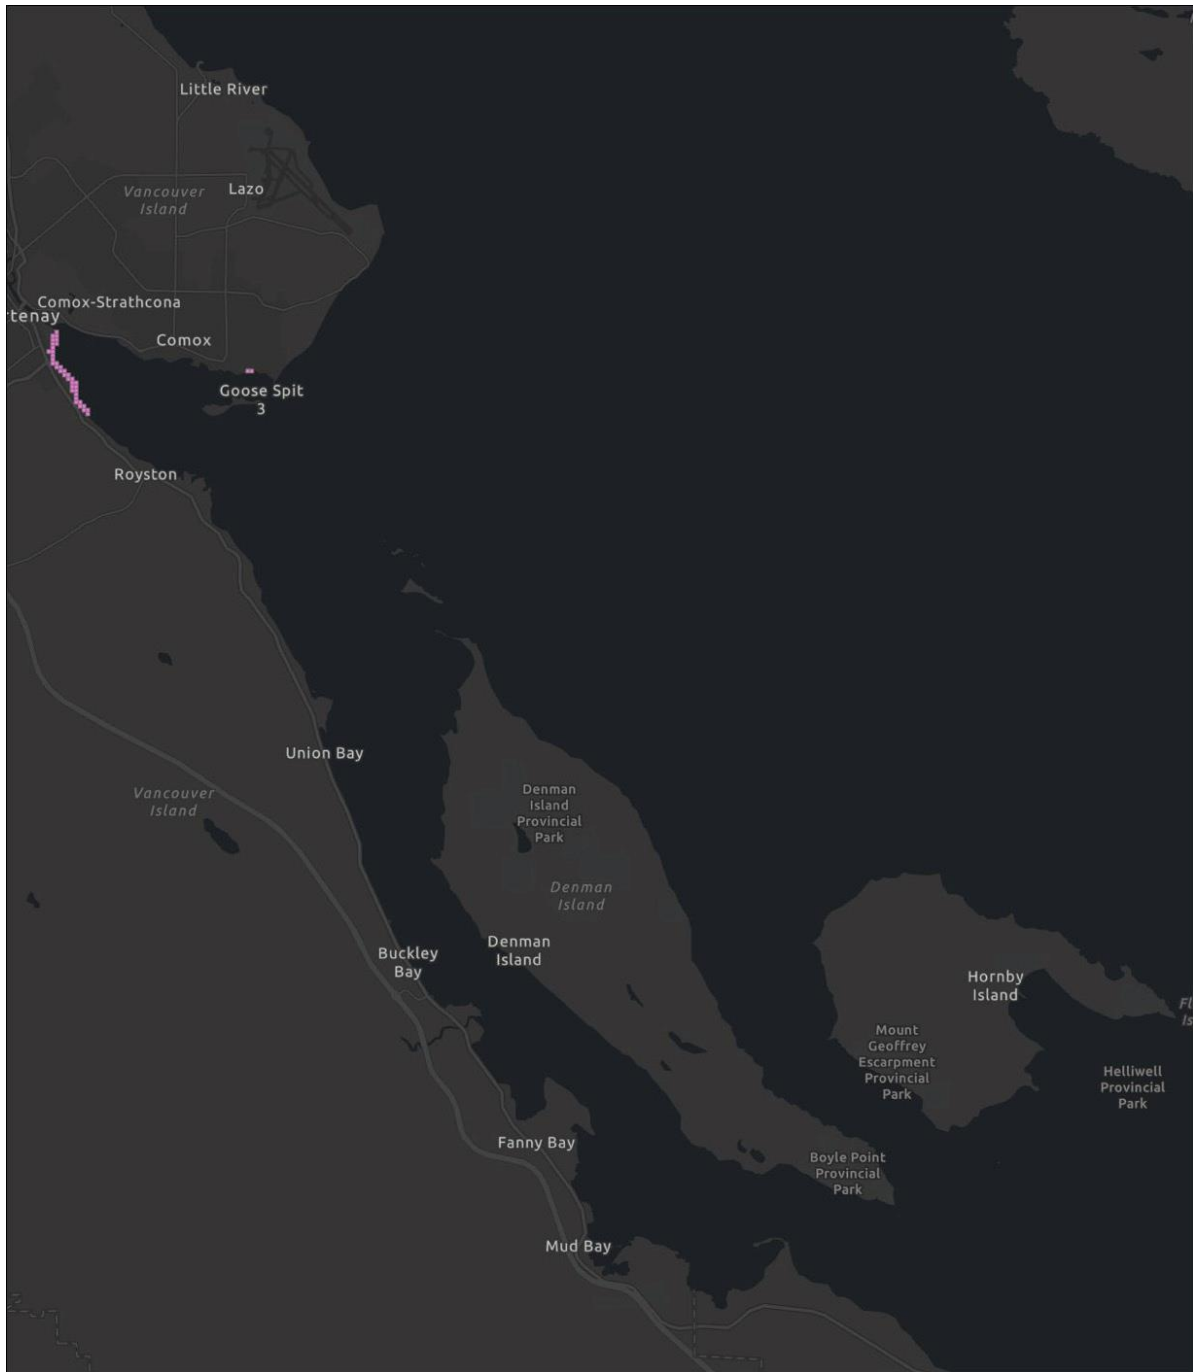 Little River
Vancouver
Island
Lazo
Comox-Strathcona
rtenay
Comox
Goose Spit
3
Royston
Union Bay
Vancouver
Island
Denman
Island
Provincial
Park
Denman
Island
Denman
Island
Buckley
Bay
Hornby
Island
Fl
Is
Mount
Geoffrey
Escarpment
Provincial
Park
Helliwell
Provincial
Park
Fanny Bay
Boyle Point
Provincial
Park
Mud Bay